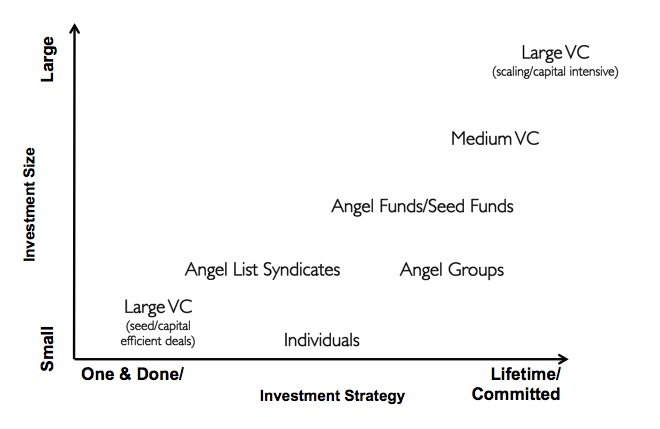 Large
Large VC
(scaling/capital intensive)
Medium VC
Investment Size
Angel Funds/Seed Funds
Angel List Syndicates
Angel Groups
Large VC
(seed/capital
efficient deals)
Individuals
Small
One & Done/
Lifetime/
Committed
Investment Strategy